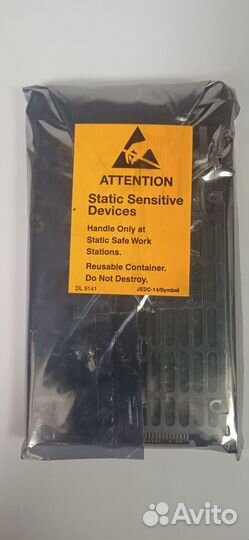 ATTENTION
Static Sensitive
Devices
Handle Only at
Static Safe Work
Stations.
Reusable Container.
Do Not Destroy.
DL 9141 JEDC-14/Symbol
Avito